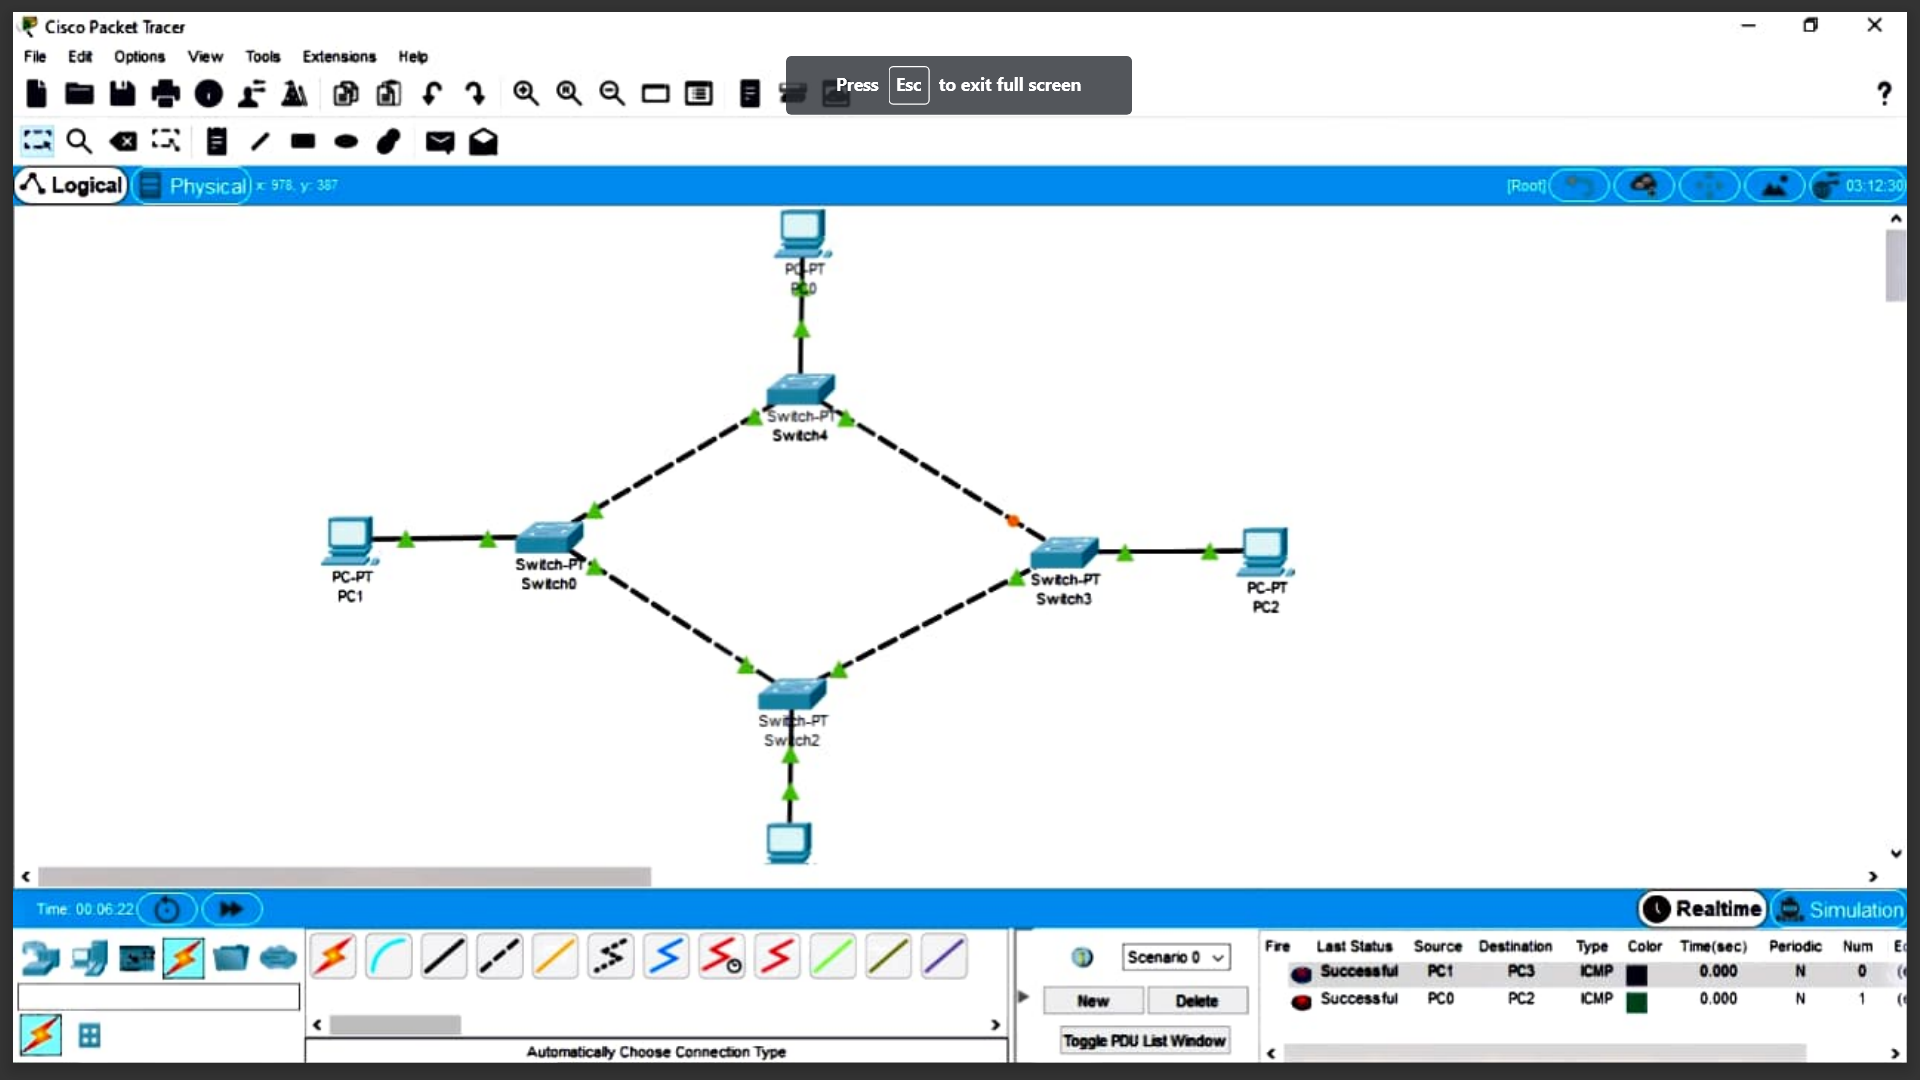 Cisco Packet Tracer
File Edit Options View Tools Extensions Help
Press Esc to exit full screen
?
Logical Physical x: 978, y: 387 [Root] 03:12:30
PC-PT
PC0
Switch-PT
Switch4
PC-PT
PC1
Switch-PT
Switch0
Switch-PT
Switch3
PC-PT
PC2
Switch-PT
Switch2
Time: 00:06:22 Realtime Simulation
Scenario 0
New Delete
Toggle PDU List Window
Fire Last Status Source Destination Type Color Time(sec) Periodic Num
Successful PC1 PC3 ICMP 0.000 N 0
Successful PC0 PC2 ICMP 0.000 N 1
Automatically Choose Connection Type